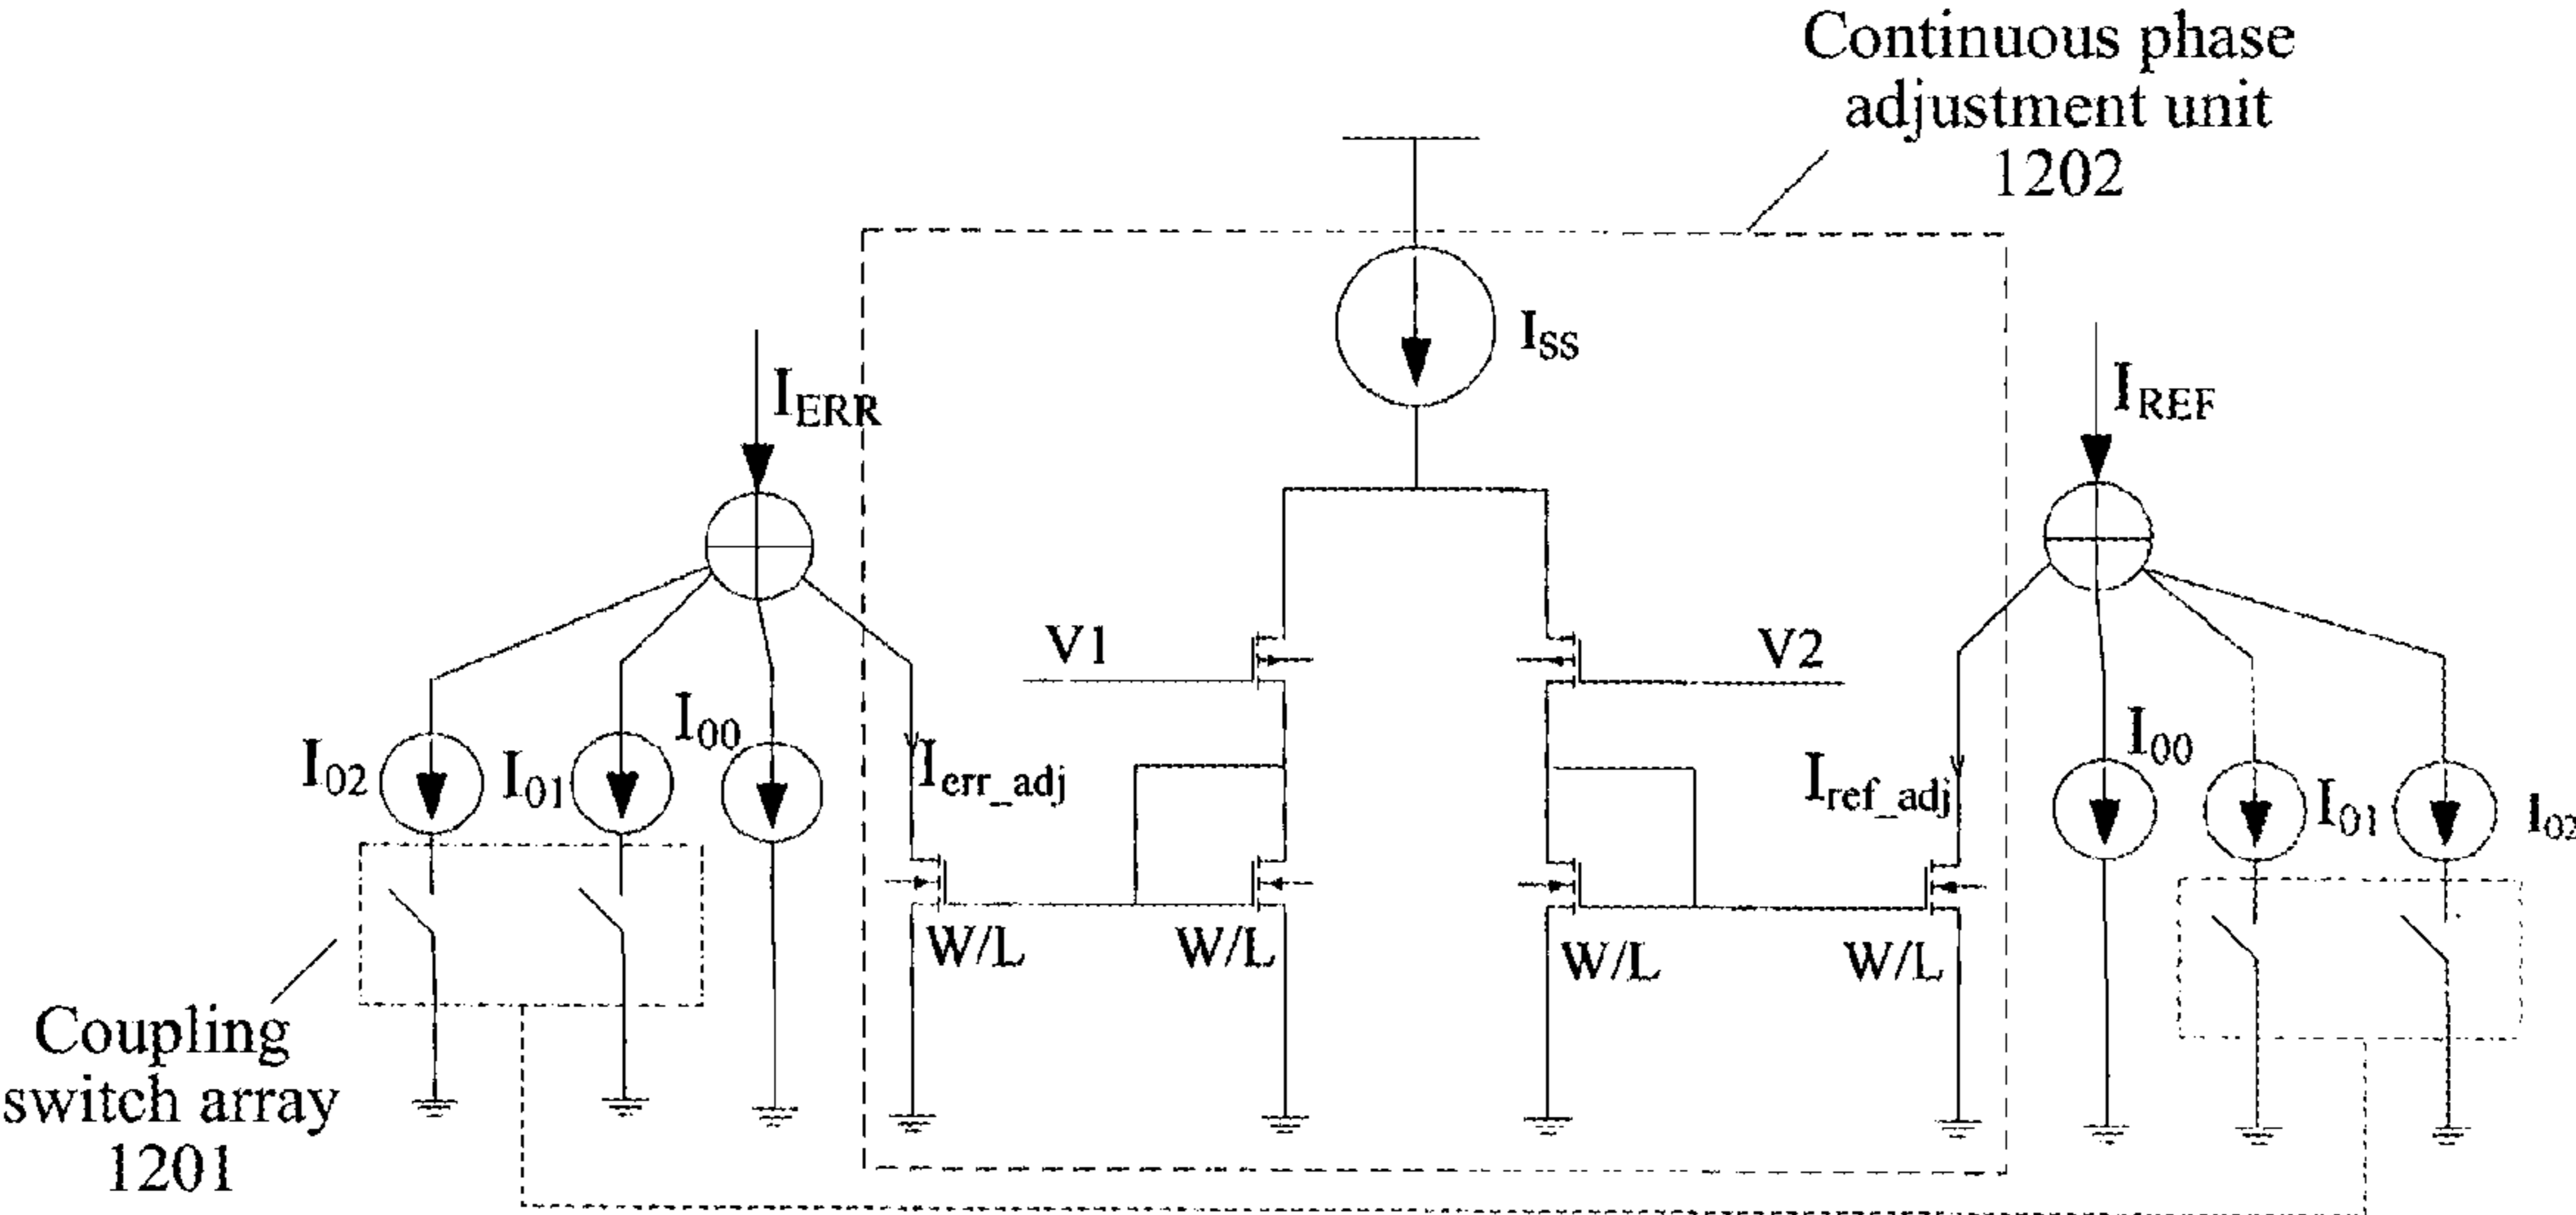 Continuous phase
adjustment unit
1202
I_SS
I_ERR
I_REF
V1
V2
I_02
I_01
I_00
I_err_adj
I_ref_adj
I_00
I_01
I_02
W/L
W/L
W/L
W/L
Coupling
switch array
1201